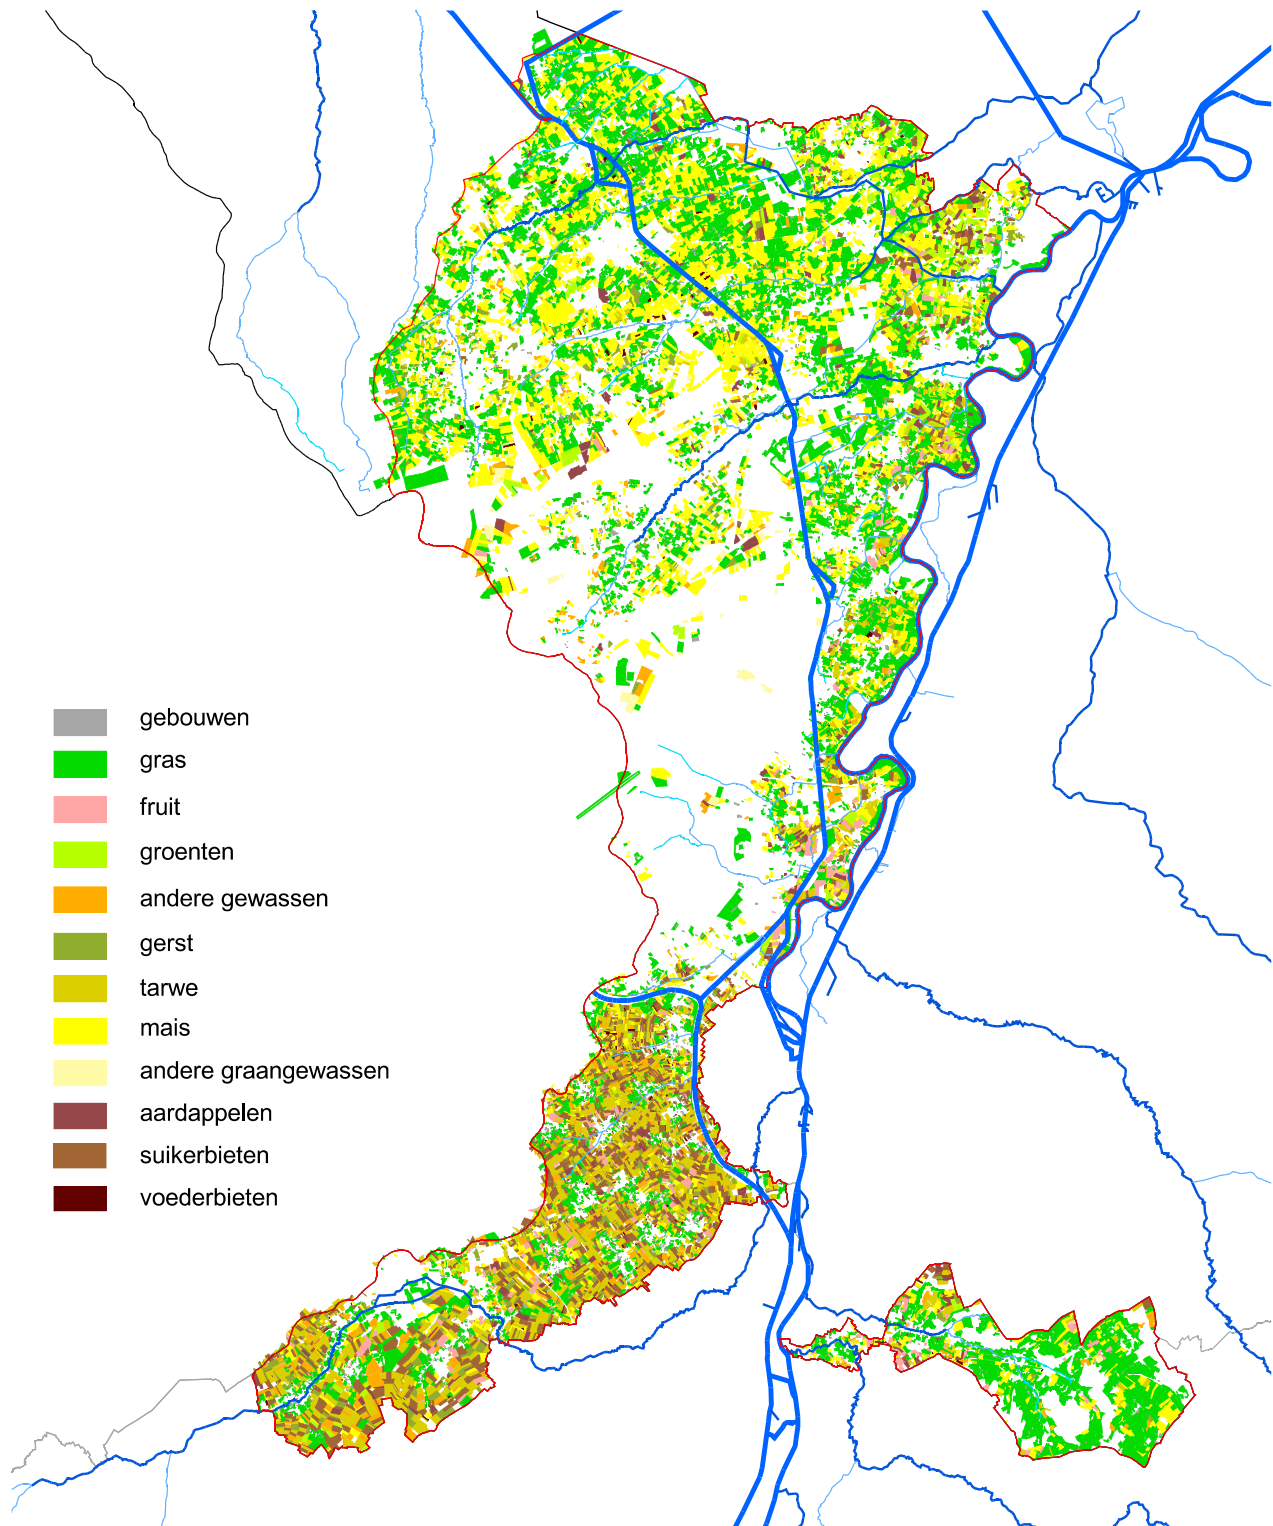 gebouwen
gras
fruit
groenten
andere gewassen
gerst
tarwe
mais
andere graangewassen
aardappelen
suikerbieten
voederbieten